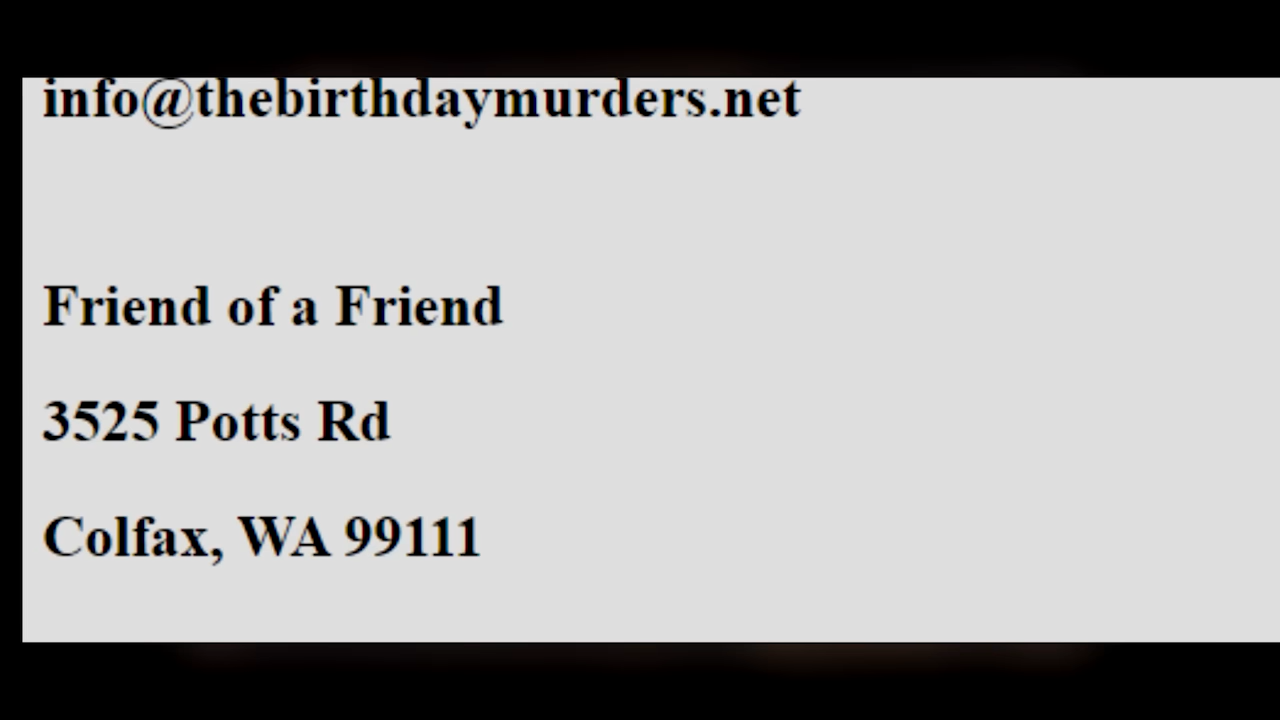 info@thebirthdaymurders.net
Friend of a Friend
3525 Potts Rd
Colfax, WA 99111